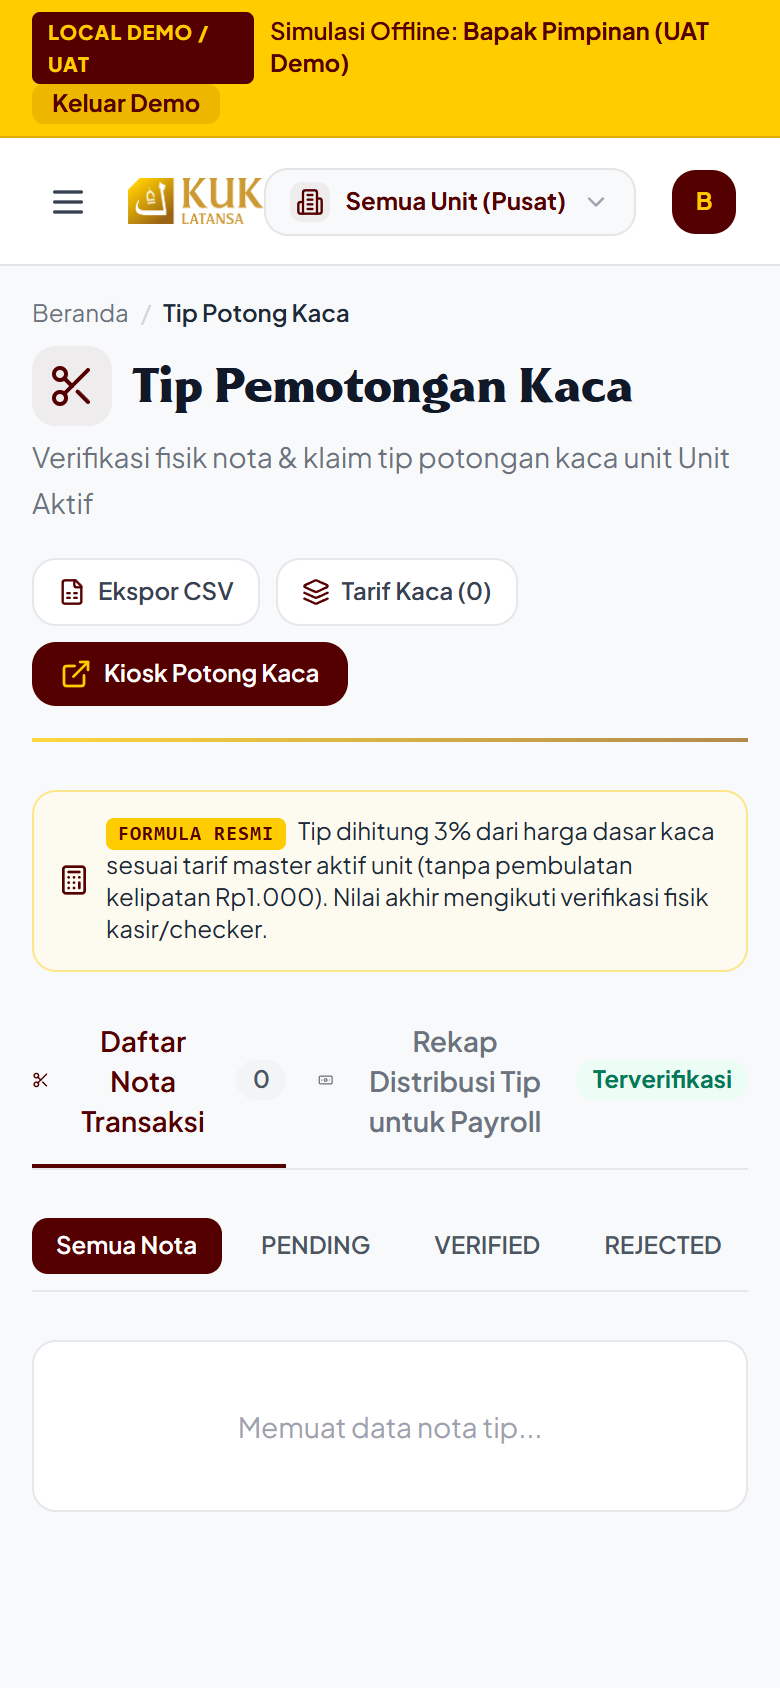 LOCAL DEMO /
UAT
Simulasi Offline: Bapak Pimpinan (UAT
Demo)
Keluar Demo
KUK
LATANSA
Semua Unit (Pusat)
B
Beranda / Tip Potong Kaca
Tip Pemotongan Kaca
Verifikasi fisik nota & klaim tip potongan kaca unit Unit
Aktif
Ekspor CSV
Tarif Kaca (0)
Kiosk Potong Kaca
FORMULA RESMI Tip dihitung 3% dari harga dasar kaca
sesuai tarif master aktif unit (tanpa pembulatan
kelipatan Rp1.000). Nilai akhir mengikuti verifikasi fisik
kasir/checker.
Daftar
Nota
Transaksi
0
Rekap
Distribusi Tip
untuk Payroll
Terverifikasi
Semua Nota
PENDING
VERIFIED
REJECTED
Memuat data nota tip...